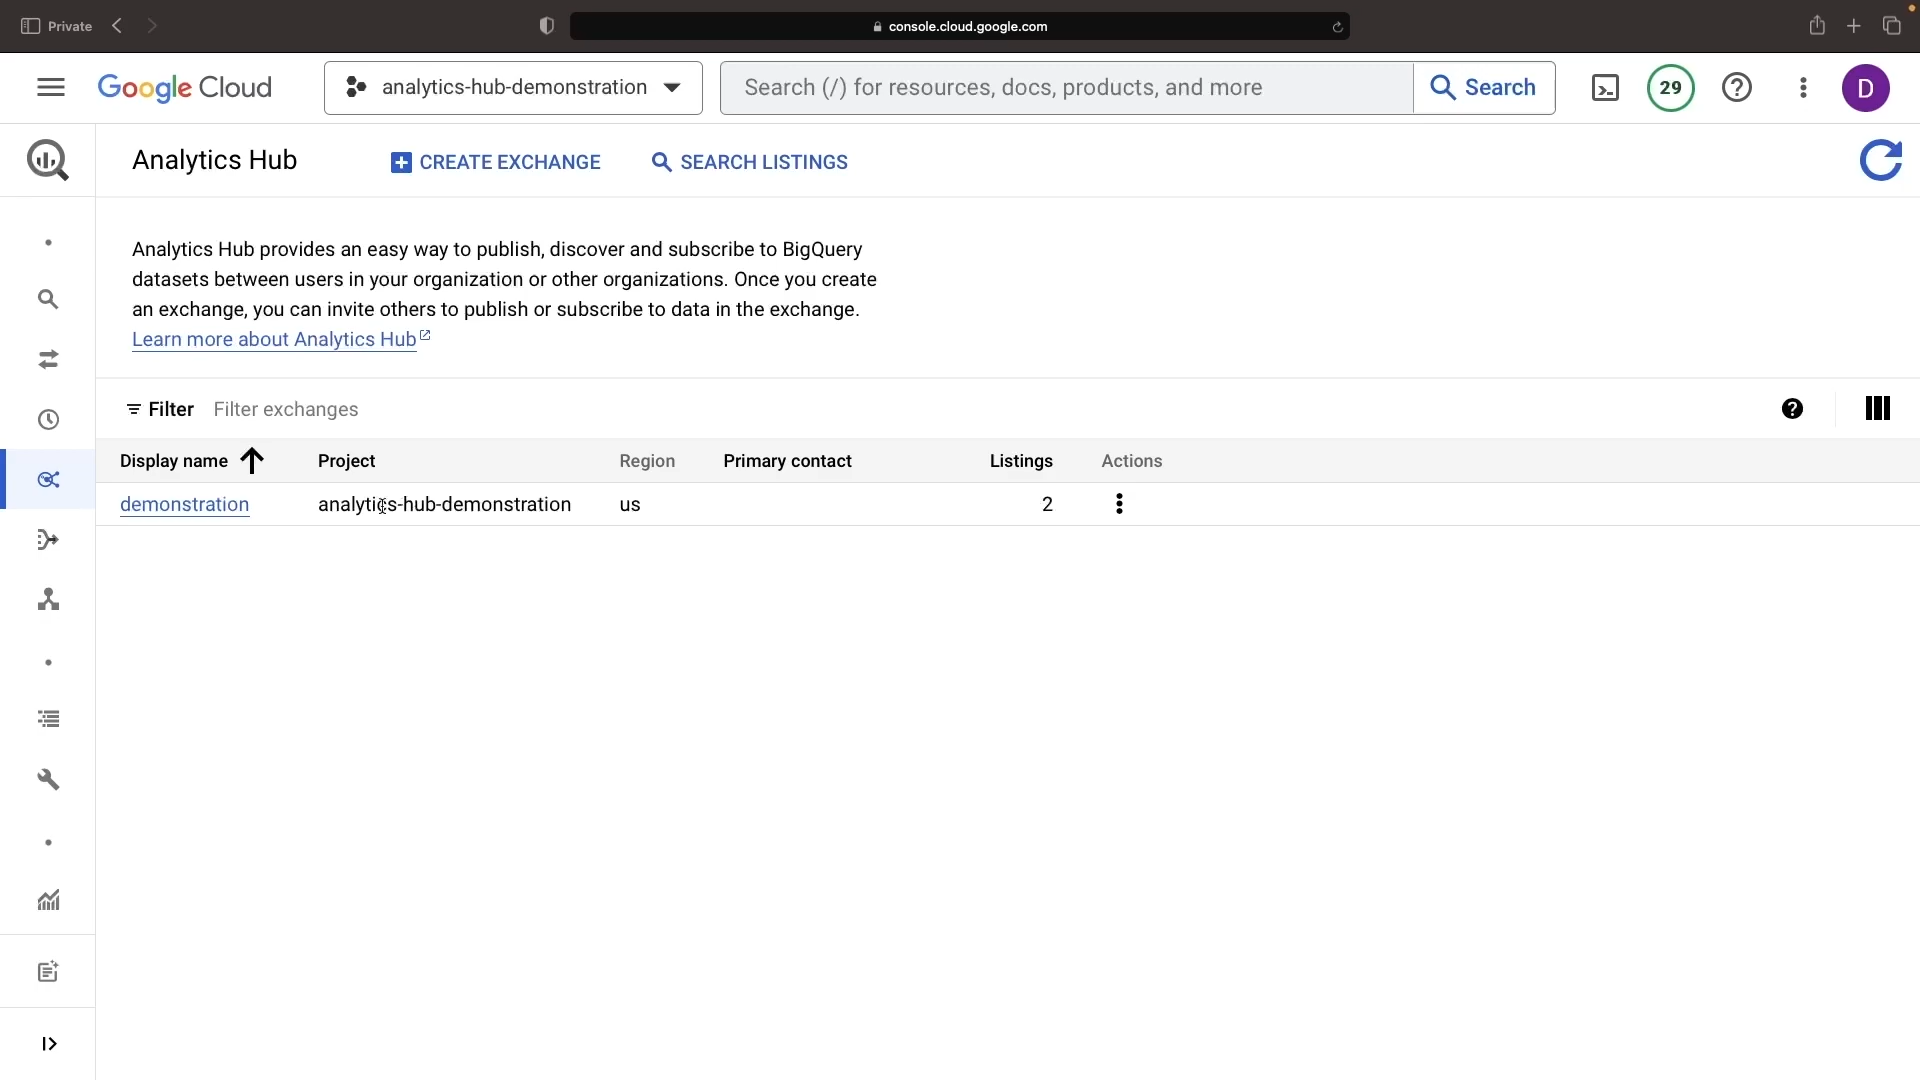 Private
console.cloud.google.com
Google Cloud
analytics-hub-demonstration
Search (/) for resources, docs, products, and more
Search
29
D
Analytics Hub
CREATE EXCHANGE
SEARCH LISTINGS
Analytics Hub provides an easy way to publish, discover and subscribe to BigQuery
datasets between users in your organization or other organizations. Once you create
an exchange, you can invite others to publish or subscribe to data in the exchange.
Learn more about Analytics Hub
Filter Filter exchanges
Display name Project Region Primary contact Listings Actions
demonstration analytics-hub-demonstration us 2